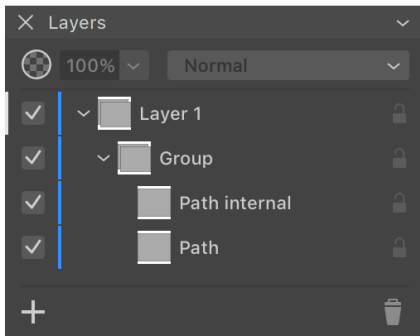 Layers
100% Normal
Layer 1
Group
Path internal
Path